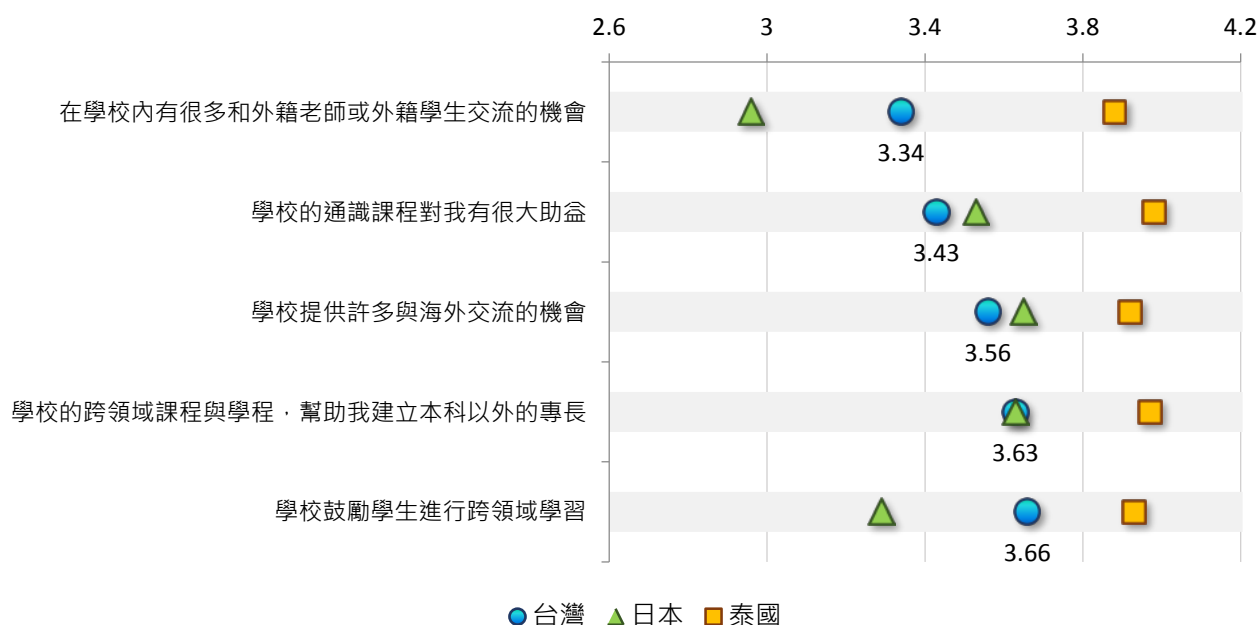 2.6 3 3.4 3.8 4.2
在學校內有很多和外籍老師或外籍學生交流的機會
3.34
學校的通識課程對我有很大助益
3.43
學校提供許多與海外交流的機會
3.56
學校的跨領域課程與學程，幫助我建立本科以外的專長
3.63
學校鼓勵學生進行跨領域學習
3.66
台灣 日本 泰國